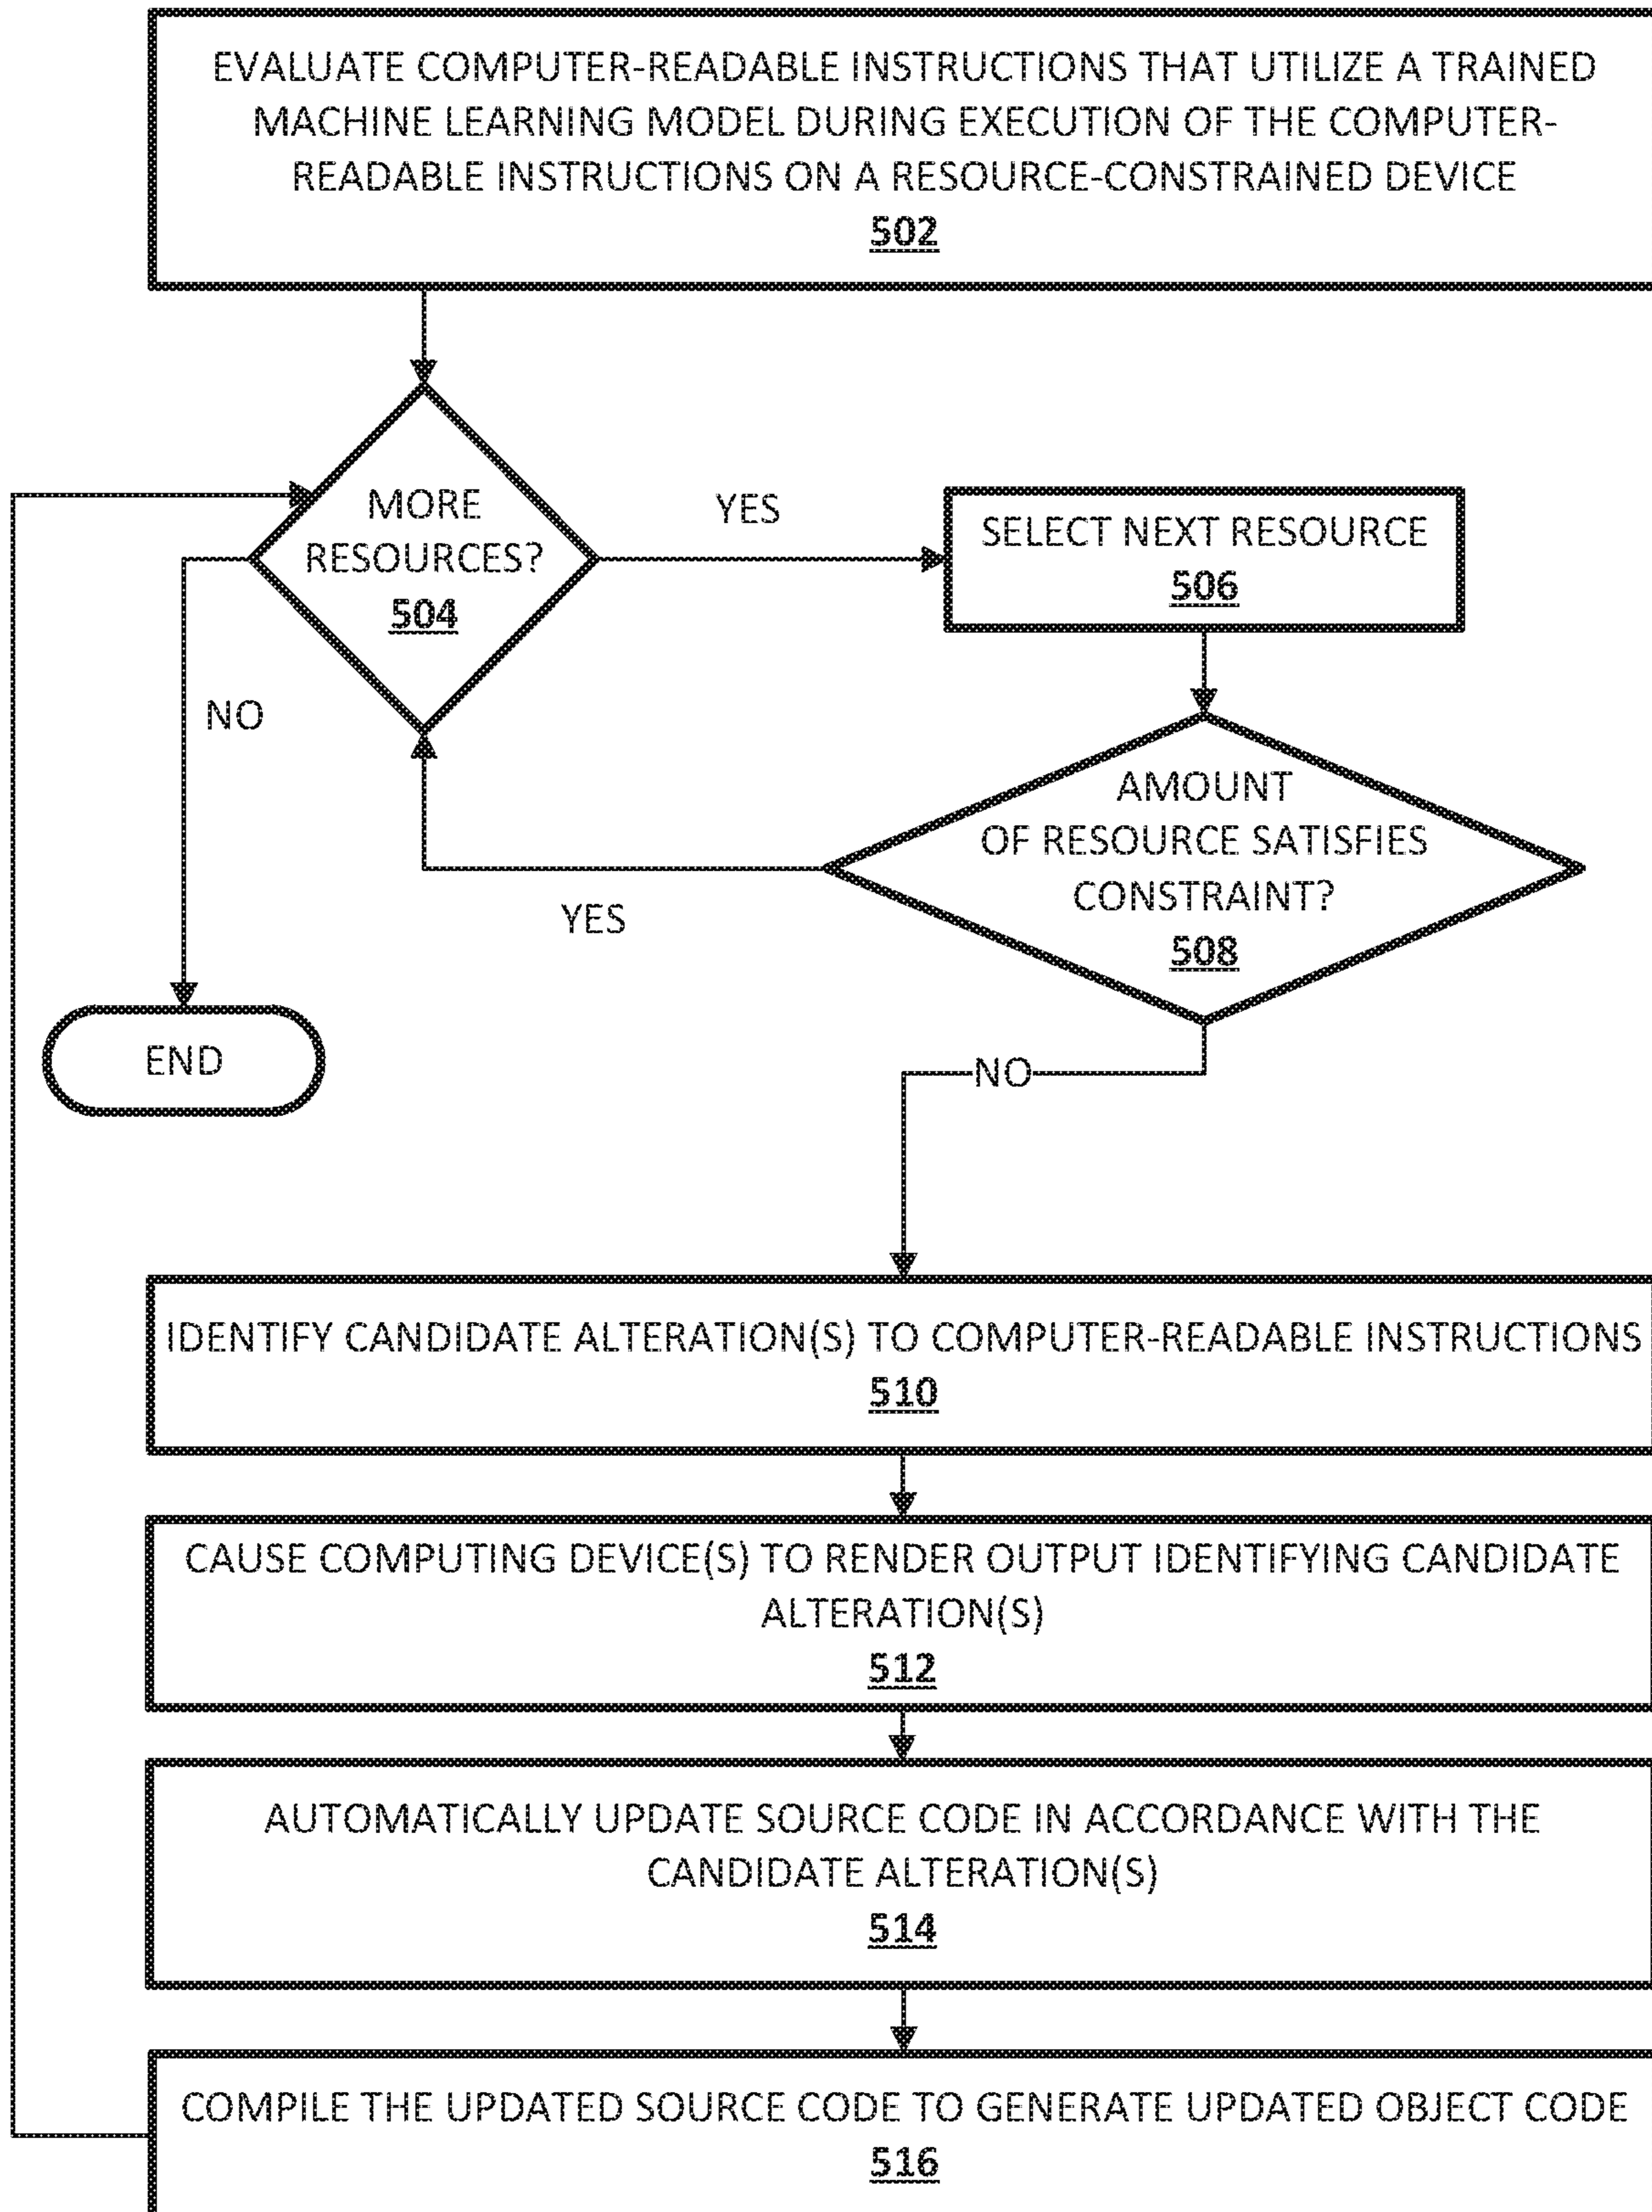 EVALUATE COMPUTER-READABLE INSTRUCTIONS THAT UTILIZE A TRAINED
MACHINE LEARNING MODEL DURING EXECUTION OF THE COMPUTER-
READABLE INSTRUCTIONS ON A RESOURCE-CONSTRAINED DEVICE
502
MORE
RESOURCES?
504
YES
SELECT NEXT RESOURCE
506
NO
AMOUNT
OF RESOURCE SATISFIES
CONSTRAINT?
508
YES
END
NO
IDENTIFY CANDIDATE ALTERATION(S) TO COMPUTER-READABLE INSTRUCTIONS
510
CAUSE COMPUTING DEVICE(S) TO RENDER OUTPUT IDENTIFYING CANDIDATE
ALTERATION(S)
512
AUTOMATICALLY UPDATE SOURCE CODE IN ACCORDANCE WITH THE
CANDIDATE ALTERATION(S)
514
COMPILE THE UPDATED SOURCE CODE TO GENERATE UPDATED OBJECT CODE
516